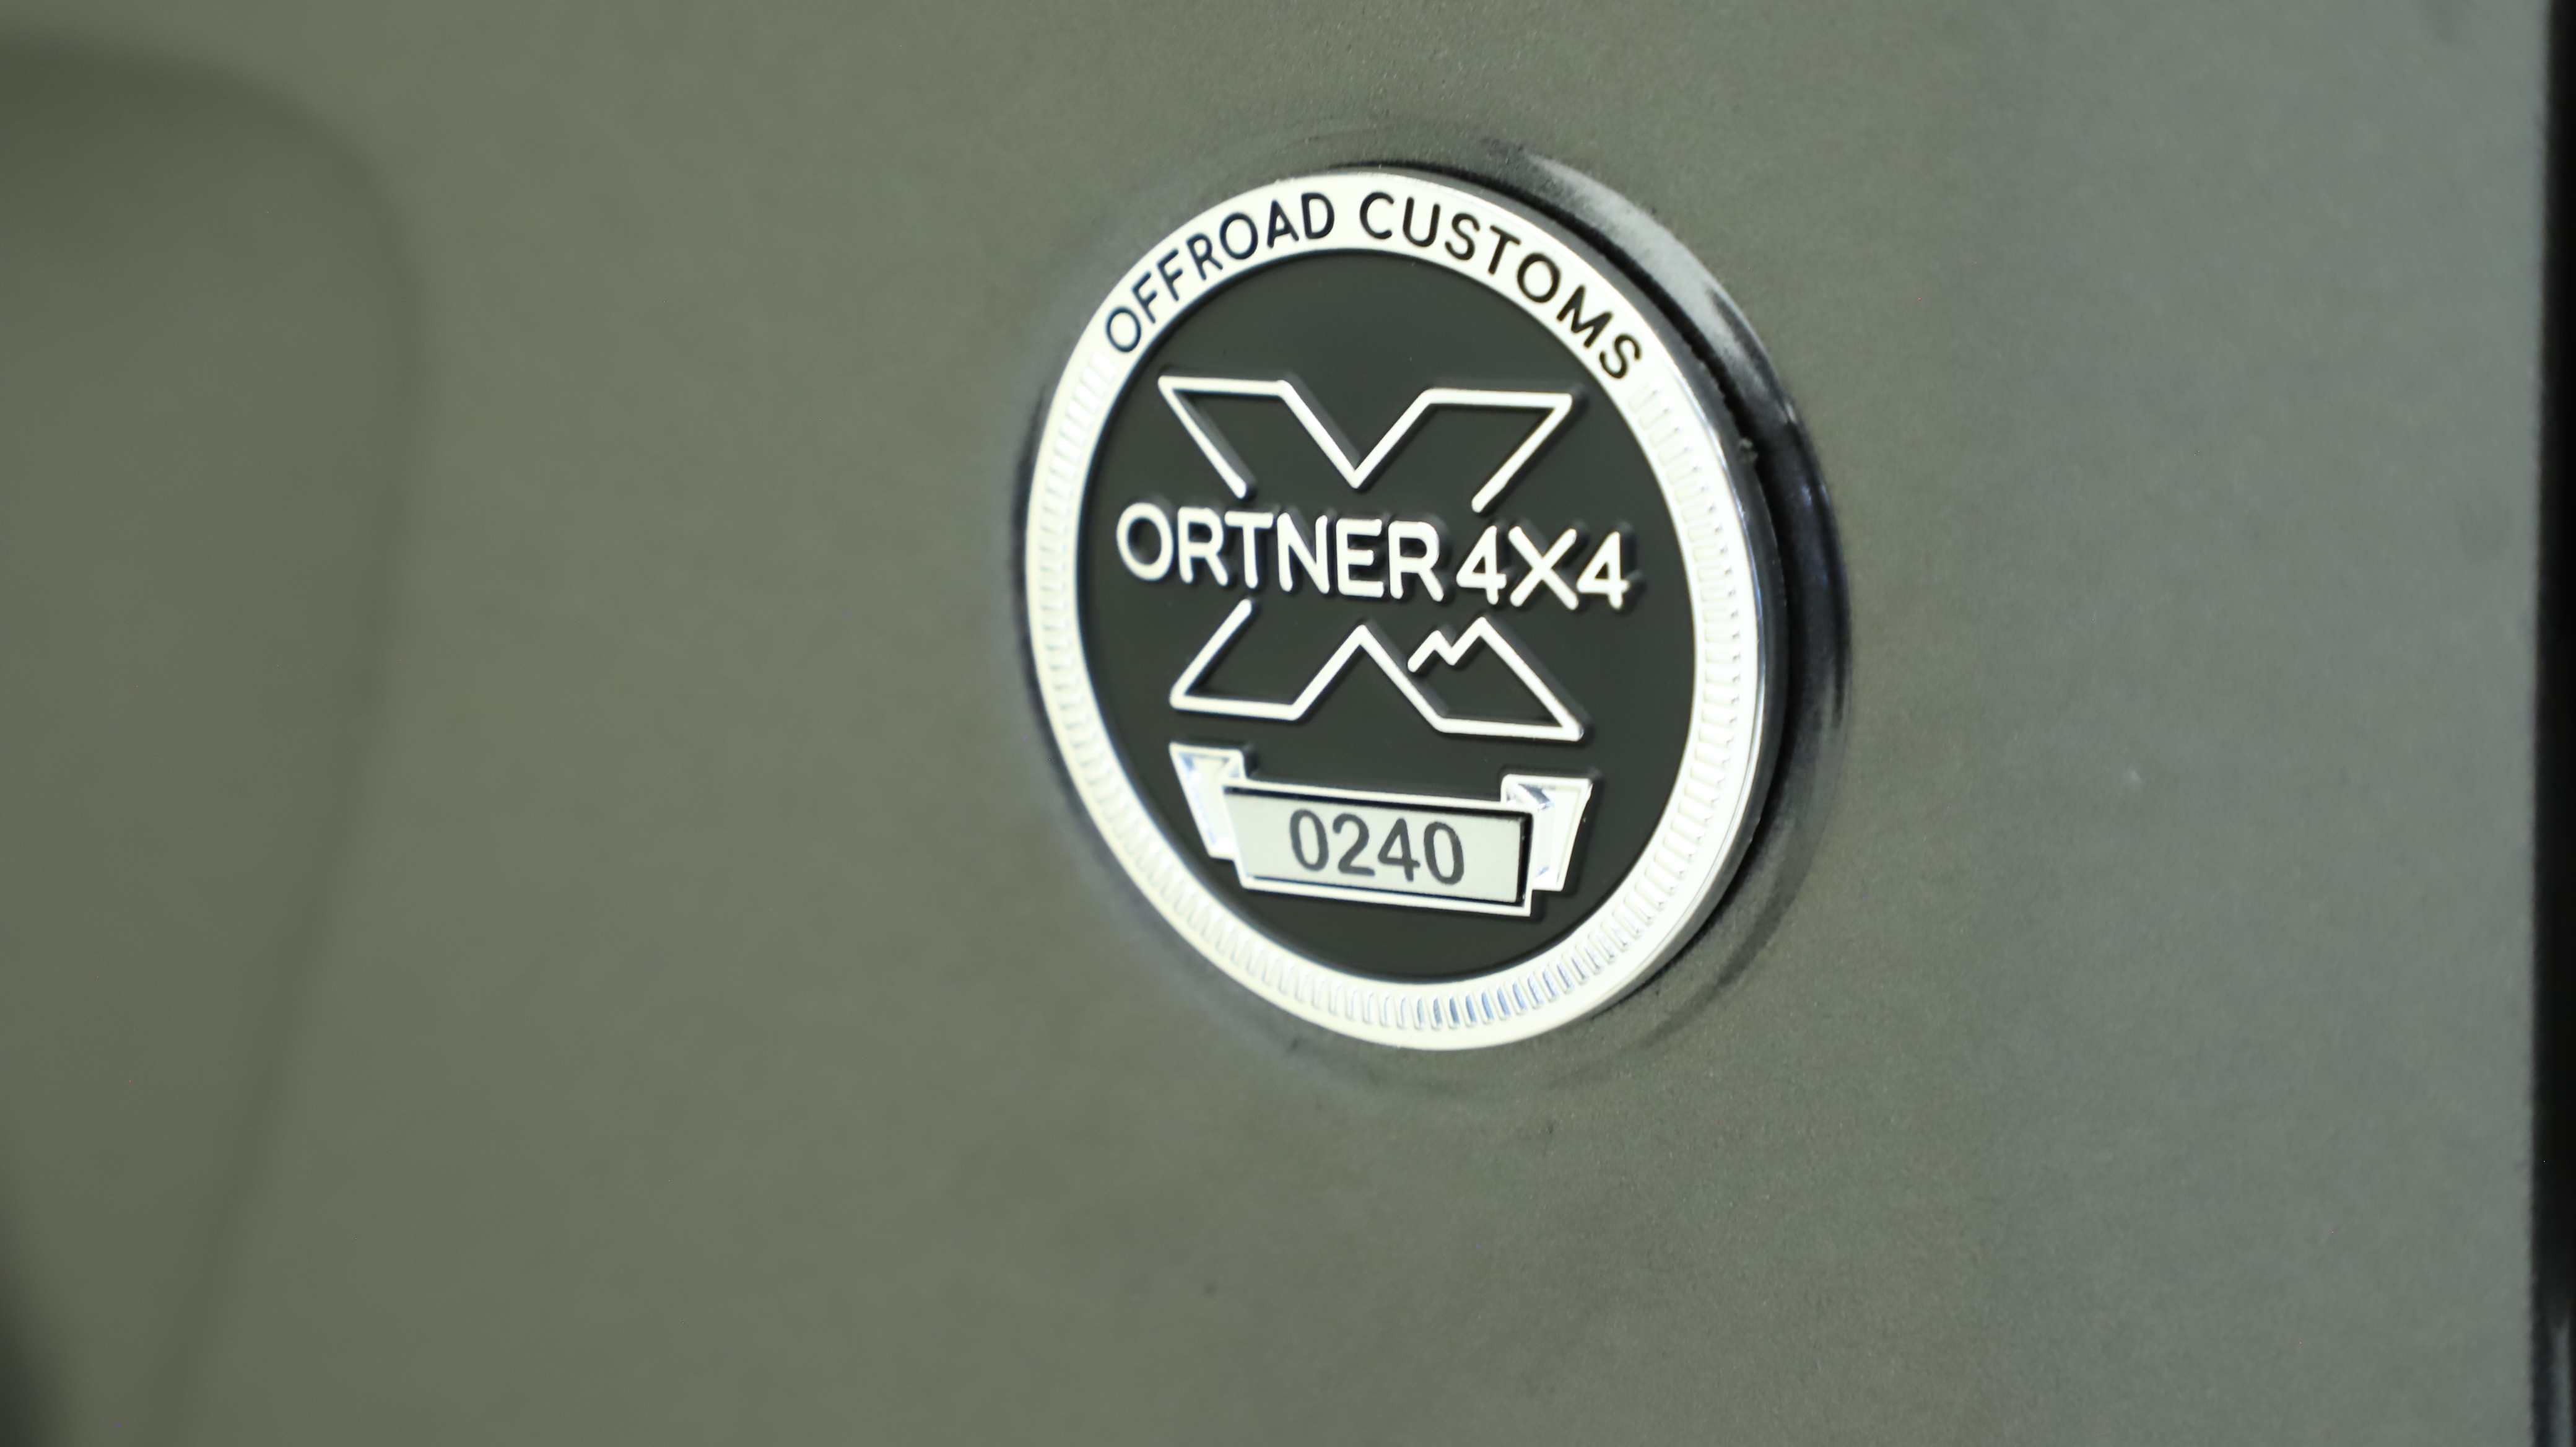 OFFROAD CUSTOMS
ORTNER 4X4
0240